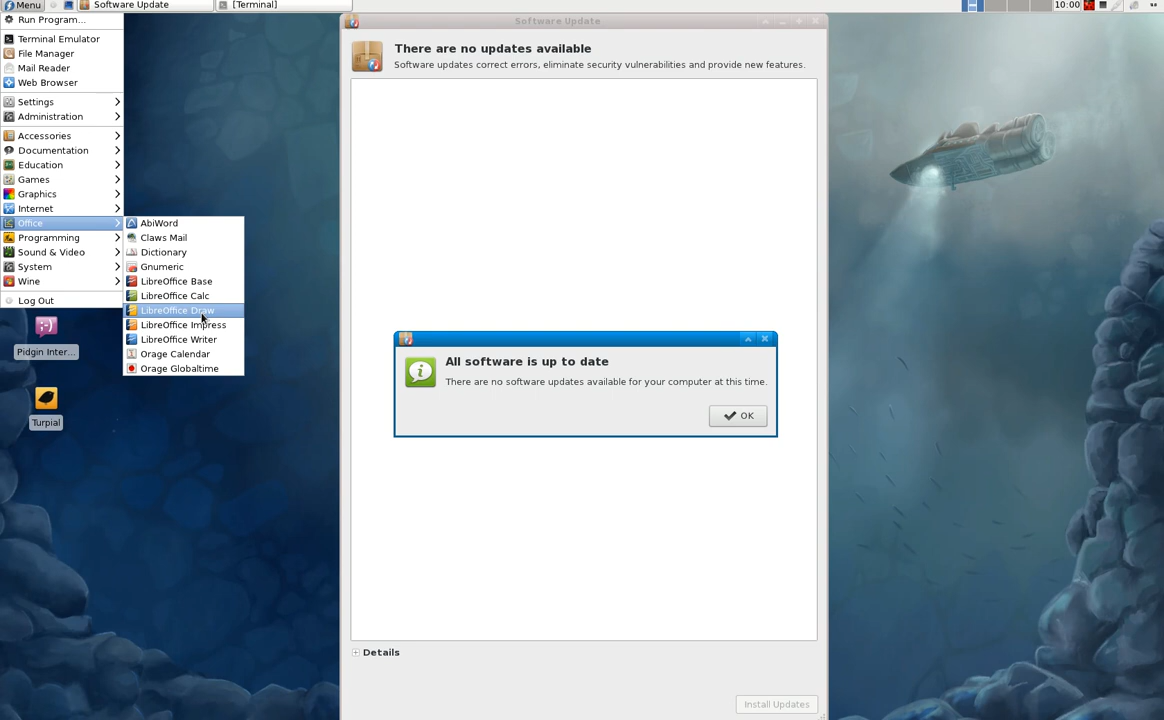 Menu
Software Update
[Terminal]
10:00
Run Program...
Terminal Emulator
File Manager
Mail Reader
Web Browser
Settings
Administration
Accessories
Documentation
Education
Games
Graphics
Internet
Office
Programming
Sound & Video
System
Wine
Log Out
AbiWord
Claws Mail
Dictionary
Gnumeric
LibreOffice Base
LibreOffice Calc
LibreOffice Draw
LibreOffice Impress
LibreOffice Writer
Orage Calendar
Orage Globaltime
Pidgin Inter...
Turpial
Software Update
There are no updates available
Software updates correct errors, eliminate security vulnerabilities and provide new features.
All software is up to date
There are no software updates available for your computer at this time.
OK
Details
Install Updates